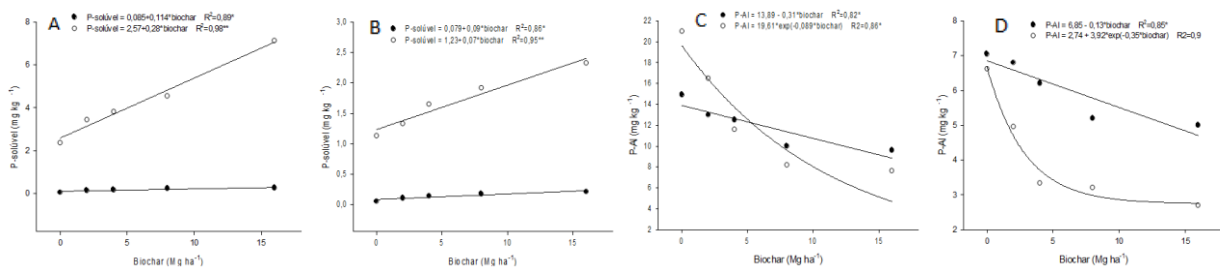 A
P-solúvel = 0,085+0,114*biochar R²=0,89*
P-solúvel = 2,57+0,28*biochar R²=0,98**
8
6
4
2
0
P-solúvel (mg kg⁻¹)
0 5 10 15
Biochar (Mg ha⁻¹)
B
P-solúvel = 0,079+0,09*biochar R²=0,86*
P-solúvel = 1,23+0,07*biochar R²=0,95**
3,0
2,5
2,0
1,5
1,0
0,5
0,0
P-solúvel (mg kg⁻¹)
0 5 10 15
Biochar (Mg ha⁻¹)
C
P-Al = 13,89 - 0,31*biochar R²=0,82*
P-Al = 19,61*exp(-0,089*biochar) R2=0,86*
22
20
18
16
14
12
10
8
6
4
2
P-Al (mg kg⁻¹)
0 5 10 15
Biochar (Mg ha⁻¹)
D
P-Al = 6,85 - 0,13*biochar R²=0,85*
P-Al = 2,74 + 3,92*exp(-0,35*biochar) R2=0,9
8
7
6
5
4
3
2
P-Al (mg kg⁻¹)
0 5 10 15
Biochar (Mg ha⁻¹)